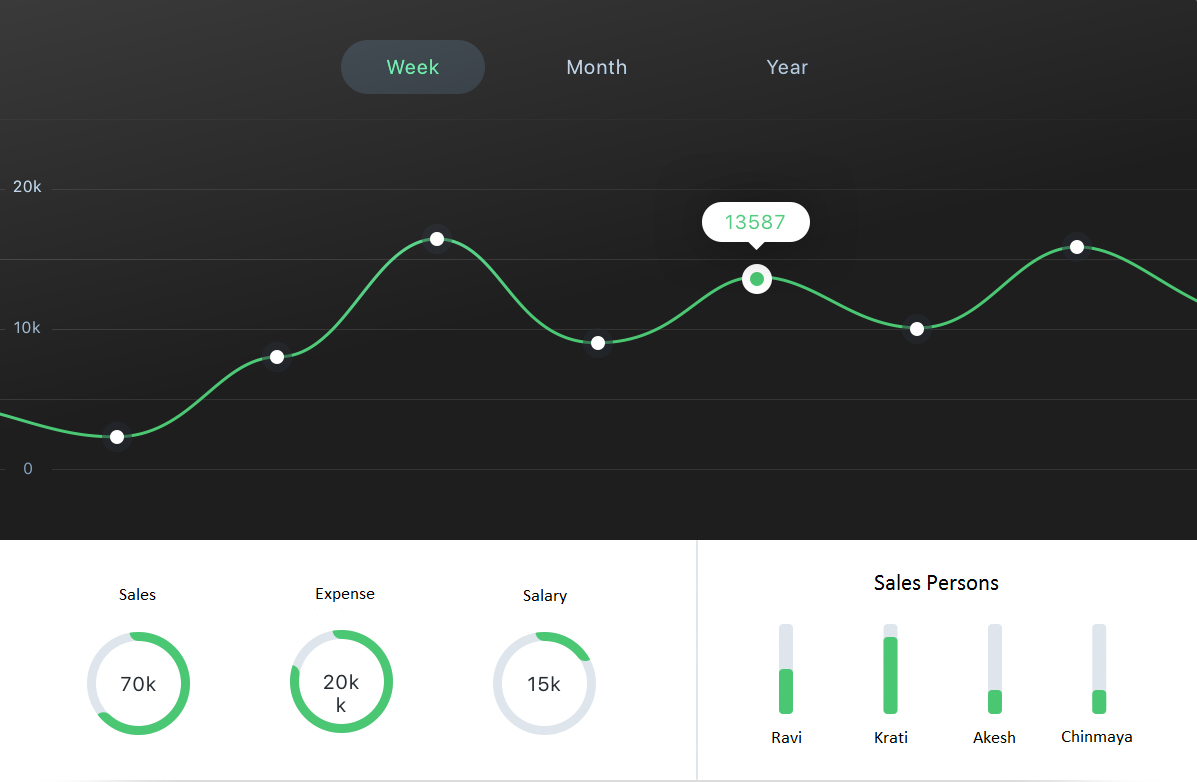 Week Month Year
20k
13587
10k
0
Sales Expense Salary
Sales Persons
70k 20k 15k
k
Ravi Krati Akesh Chinmaya